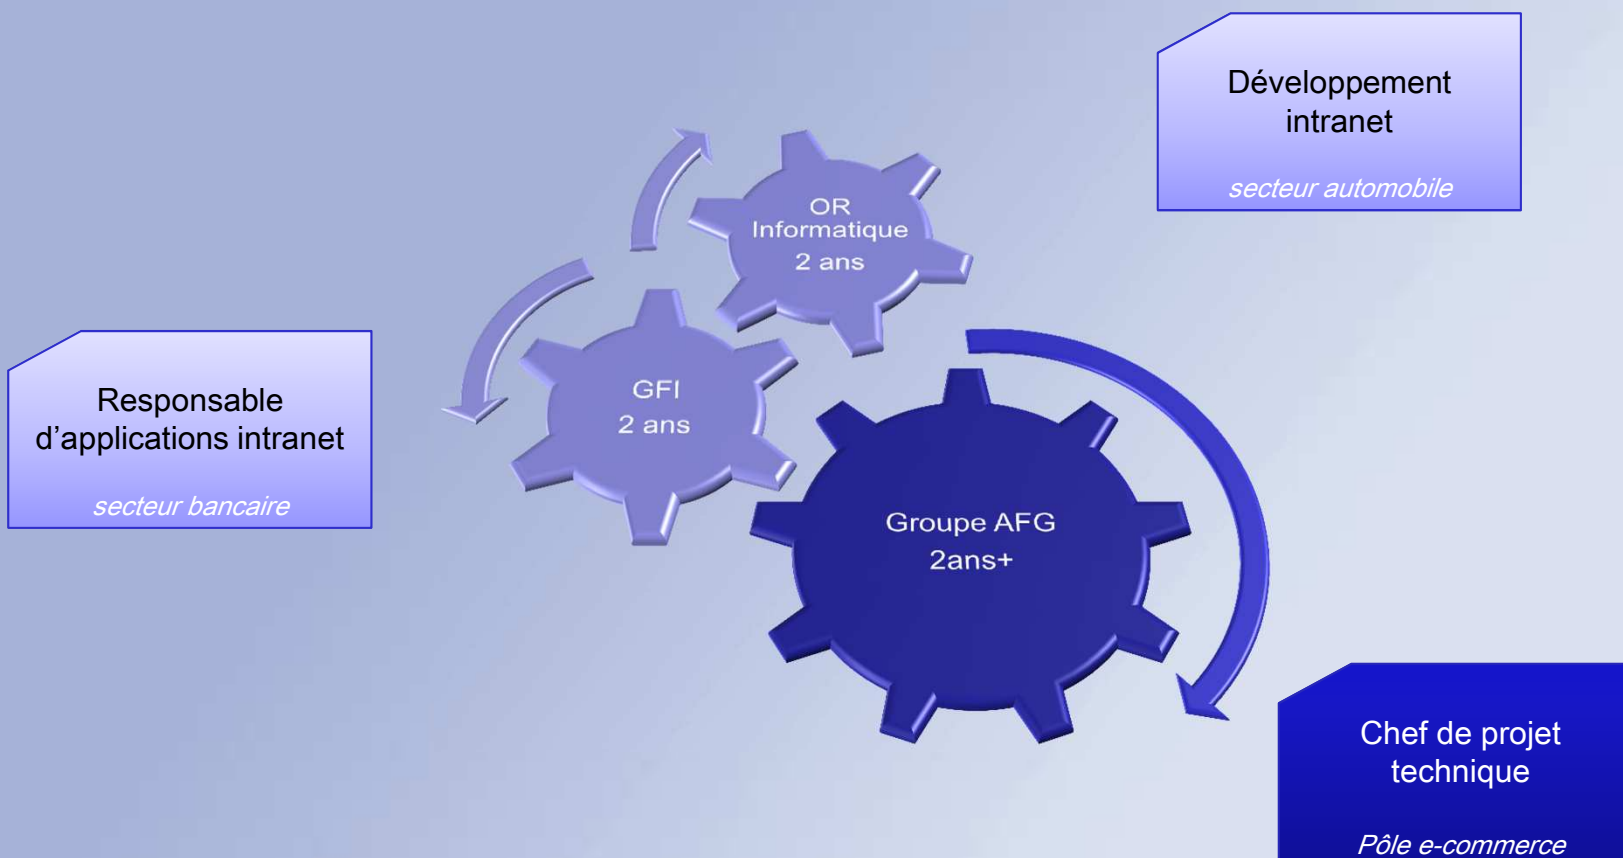 Développement
intranet
secteur automobile
OR
Informatique
2 ans
GFI
2 ans
Responsable
d’applications intranet
secteur bancaire
Groupe AFG
2ans+
Chef de projet
technique
Pôle e-commerce